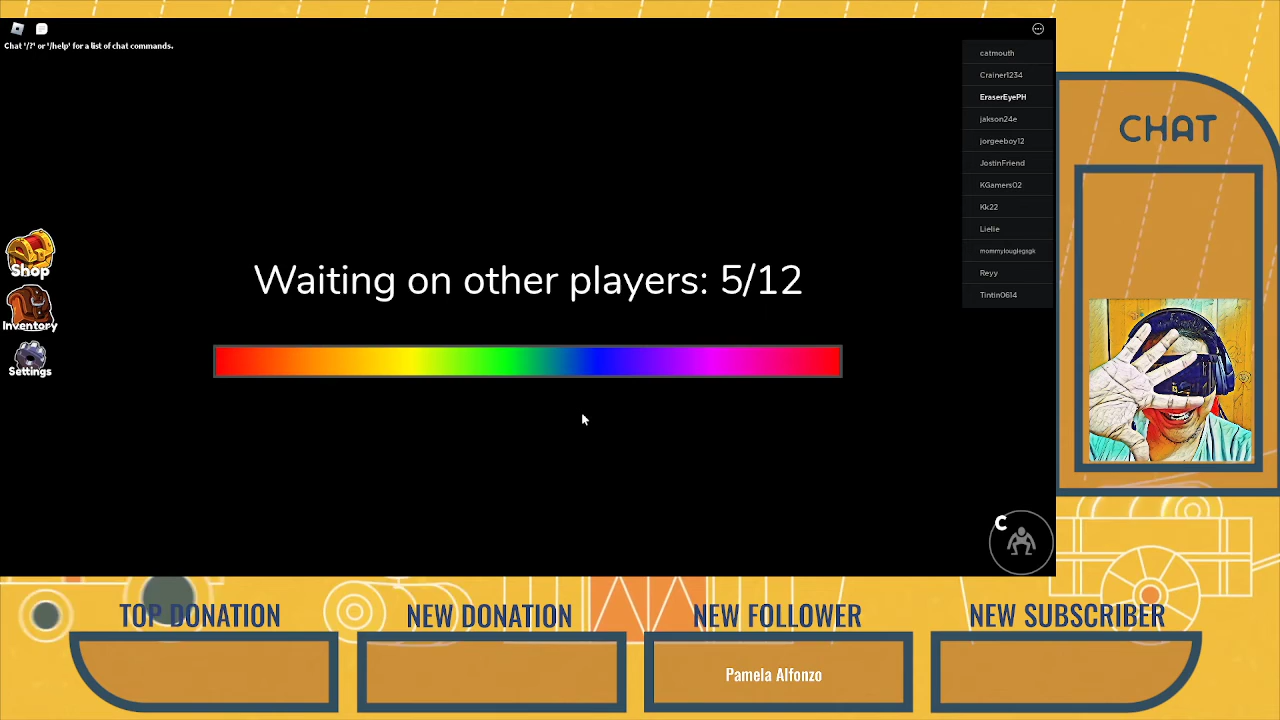 Chat '/?' or '/help' for a list of chat commands.
catmouth
Crainer1234
EraserEyePH
jakson24e
jorgeeboy12
JostinFriend
KGamers02
Kk22
Lielie
Reyy
Tintin0614
CHAT
Shop
Inventory
Settings
Waiting on other players: 5/12
C
TOP DONATION
NEW DONATION
NEW FOLLOWER
NEW SUBSCRIBER
Pamela Alfonzo